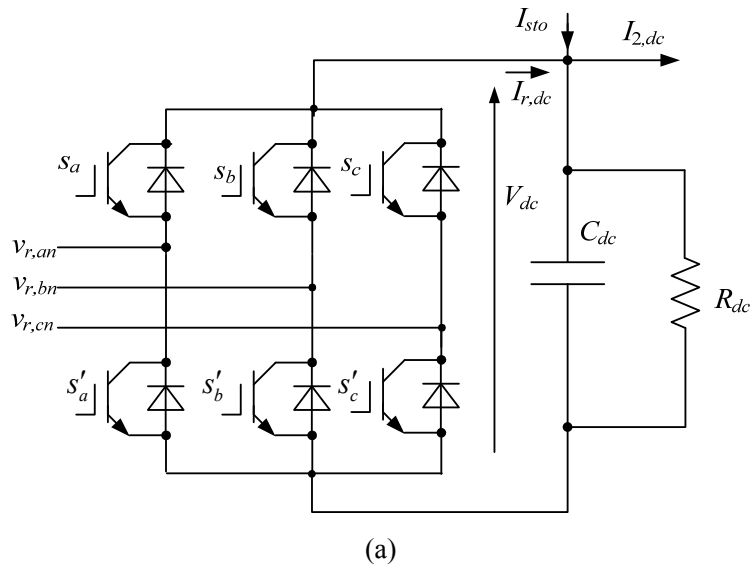 I_sto
I_2,dc
I_r,dc
s_a
s_b
s_c
V_dc
C_dc
v_r,an
v_r,bn
v_r,cn
R_dc
s'_a
s'_b
s'_c
(a)